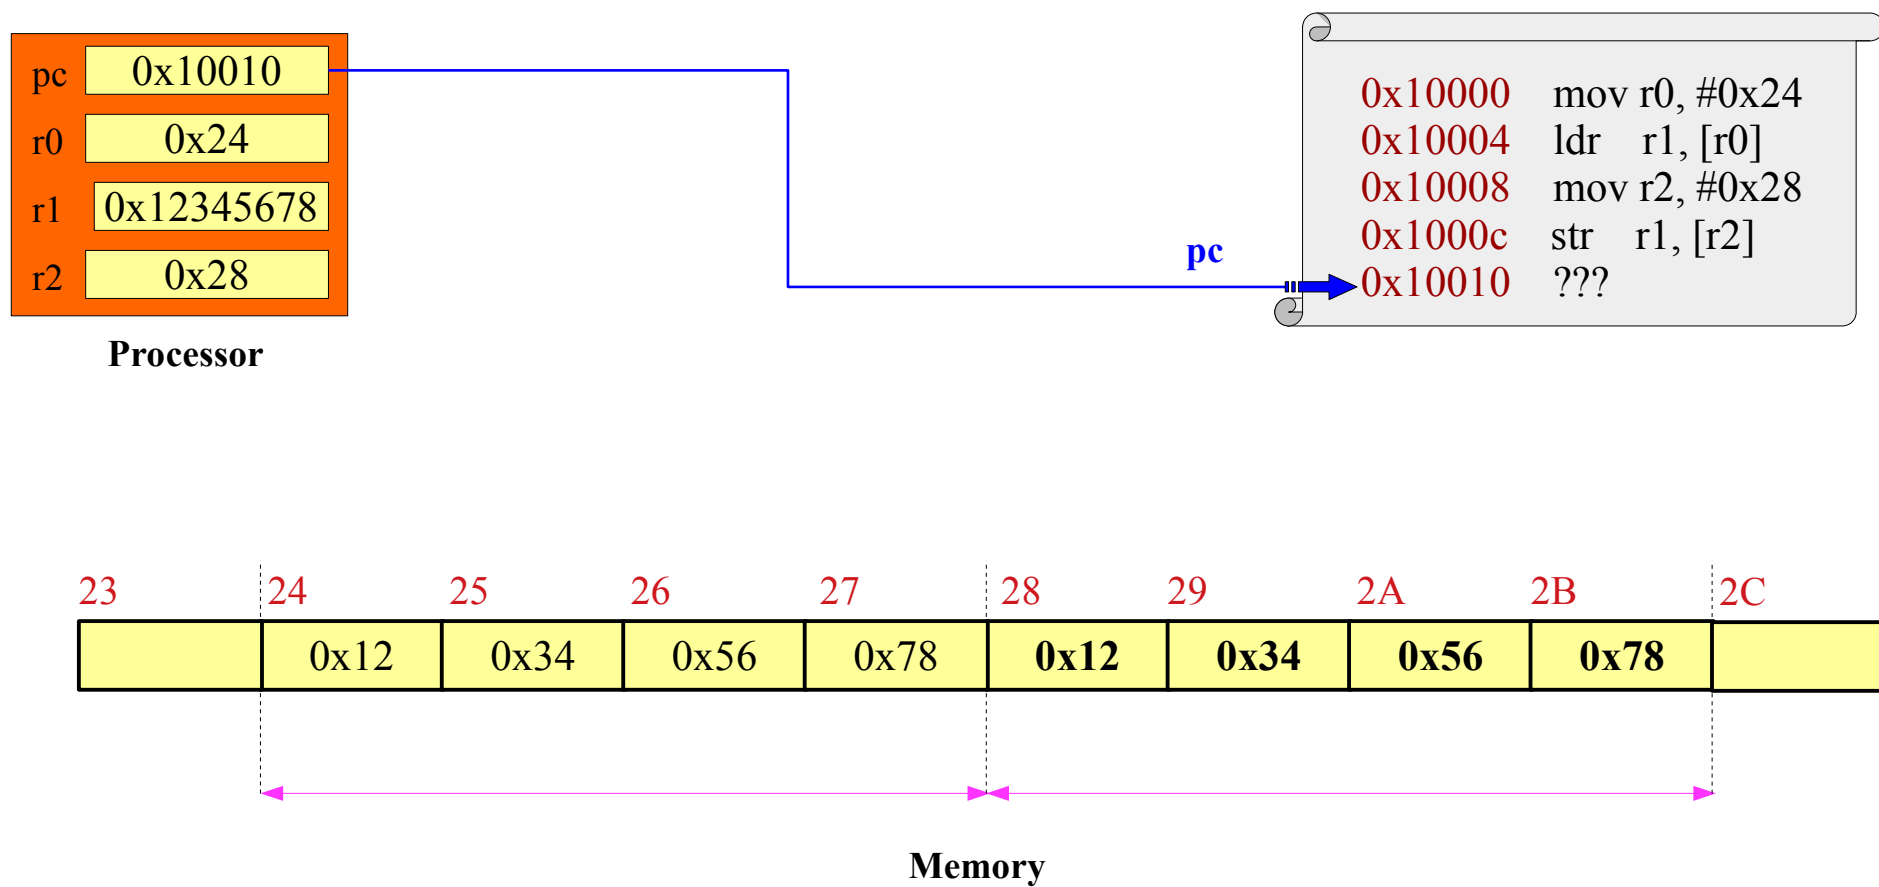 pc 0x10010
r0 0x24
r1 0x12345678
r2 0x28
Processor
pc
0x10000 mov r0, #0x24
0x10004 ldr r1, [r0]
0x10008 mov r2, #0x28
0x1000c str r1, [r2]
0x10010 ???
23 24 25 26 27 28 29 2A 2B 2C
0x12 0x34 0x56 0x78 0x12 0x34 0x56 0x78
Memory